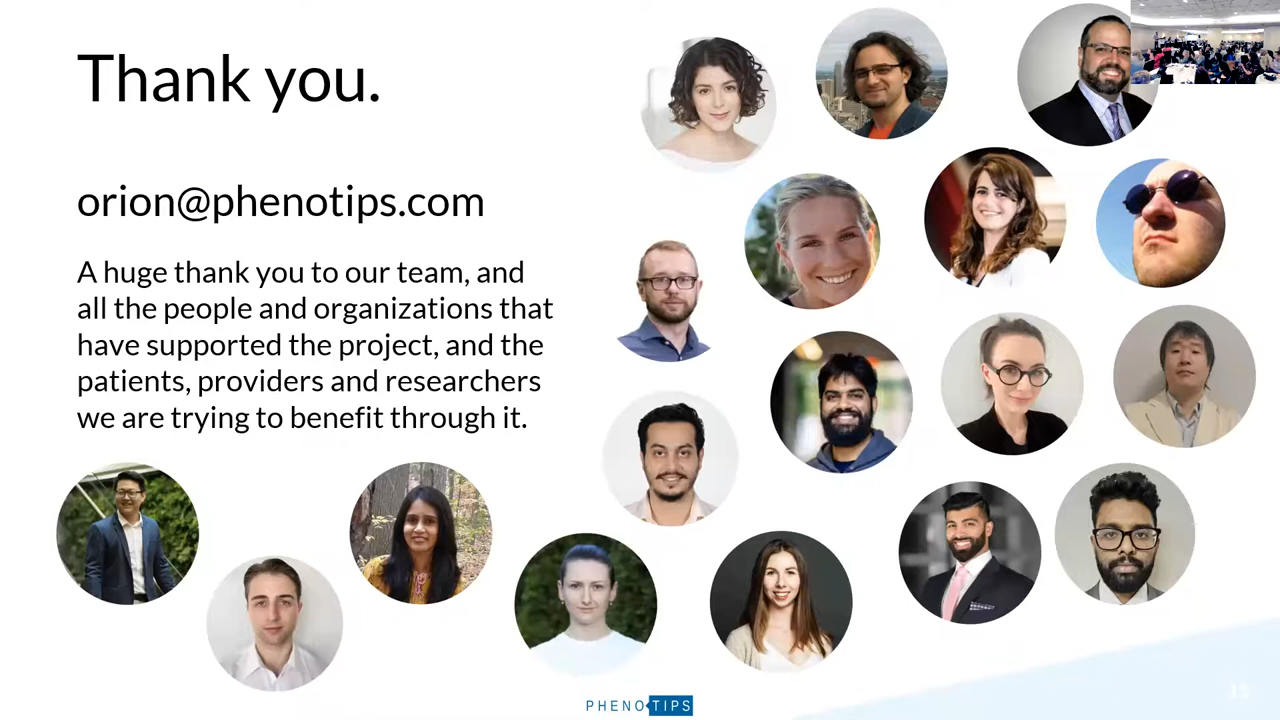 Thank you.
orion@phenotips.com
A huge thank you to our team, and
all the people and organizations that
have supported the project, and the
patients, providers and researchers
we are trying to benefit through it.
PHENOTIPS